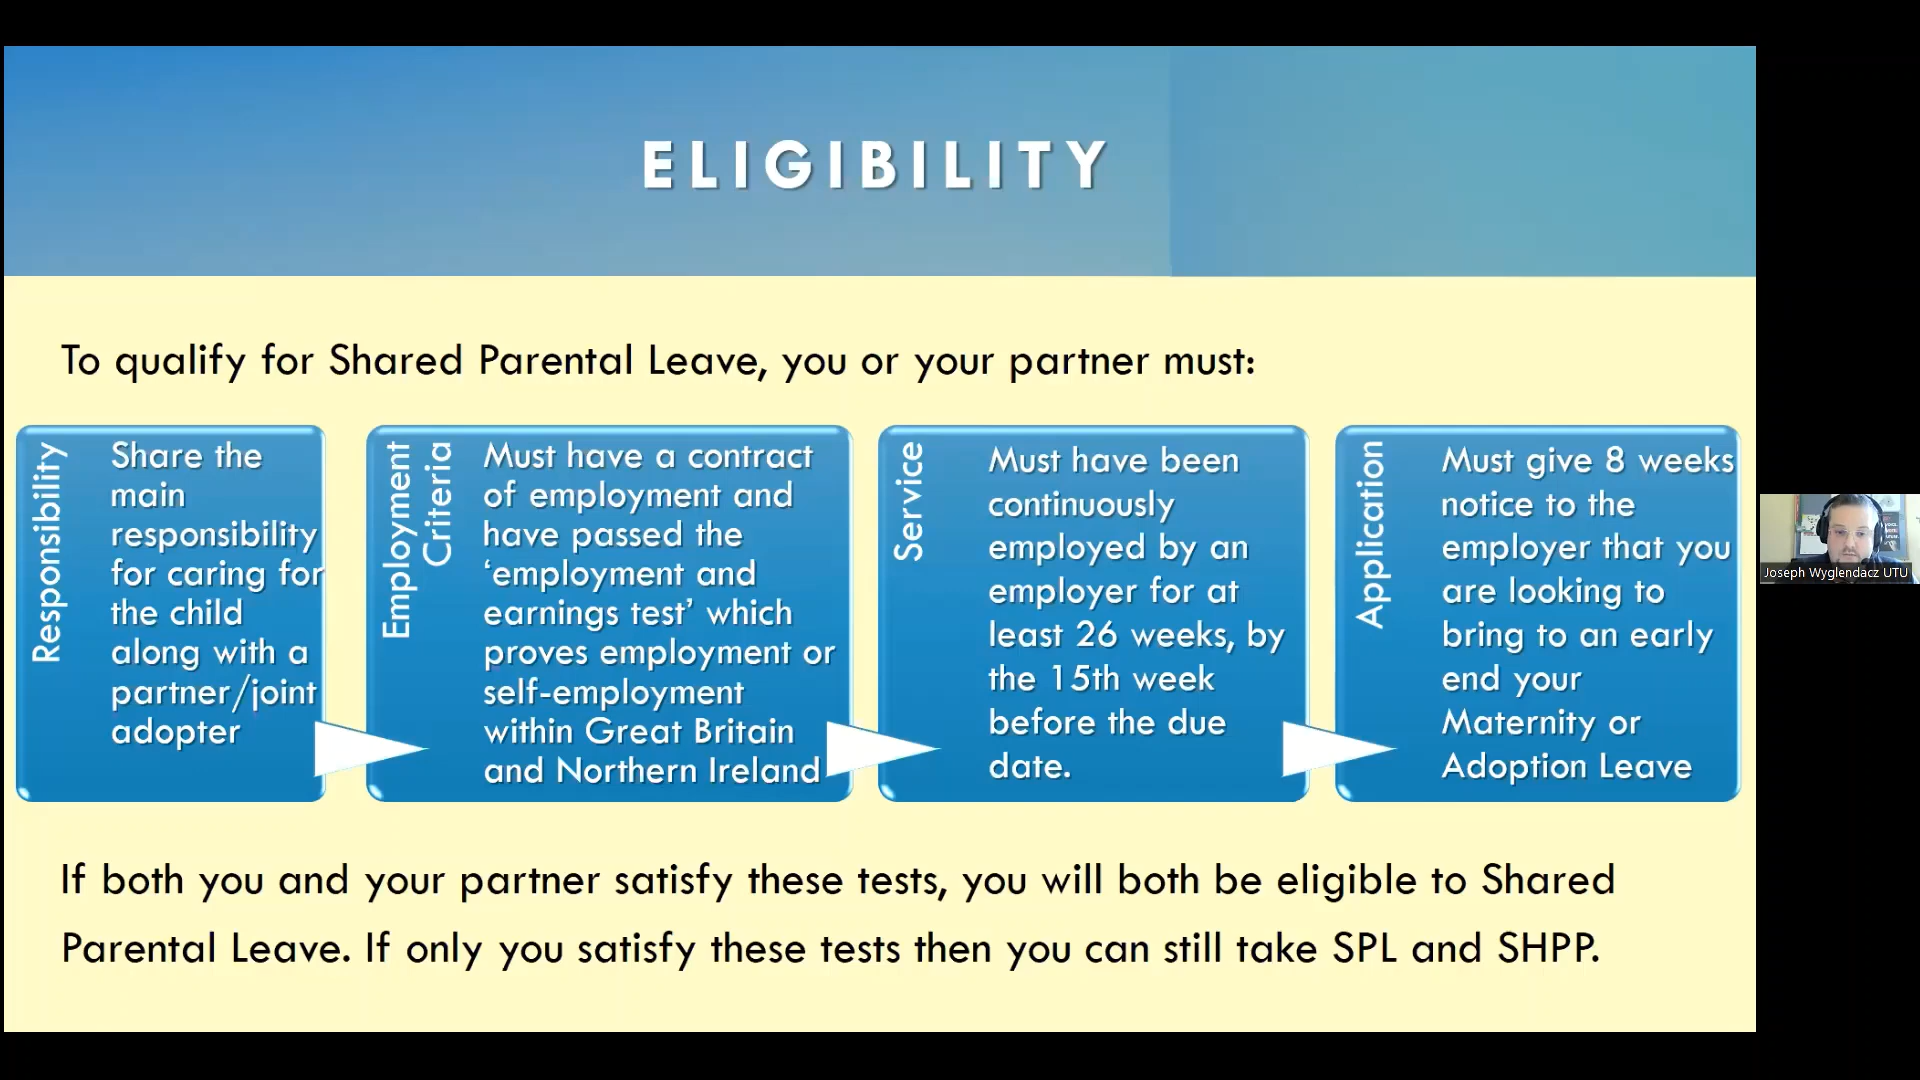 ELIGIBILITY
To qualify for Shared Parental Leave, you or your partner must:
Responsibility
Share the
main
responsibility
for caring for
the child
along with a
partner/joint
adopter
Employment
Criteria
Must have a contract
of employment and
have passed the
‘employment and
earnings test’ which
proves employment or
self-employment
within Great Britain
and Northern Ireland
Service
Must have been
continuously
employed by an
employer for at
least 26 weeks, by
the 15th week
before the due
date.
Application
Must give 8 weeks
notice to the
employer that you
are looking to
bring to an early
end your
Maternity or
Adoption Leave
If both you and your partner satisfy these tests, you will both be eligible to Shared
Parental Leave. If only you satisfy these tests then you can still take SPL and SHPP.
Joseph Wyglendacz UTU